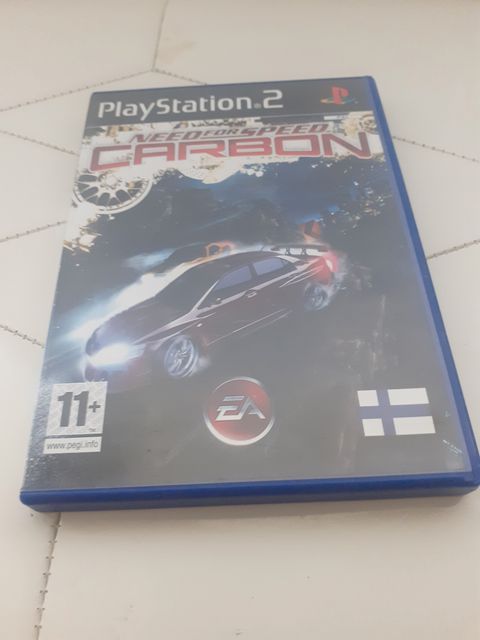 PlayStation®2
NEED FOR SPEED
CARBON
11+
www.pegi.info
EA